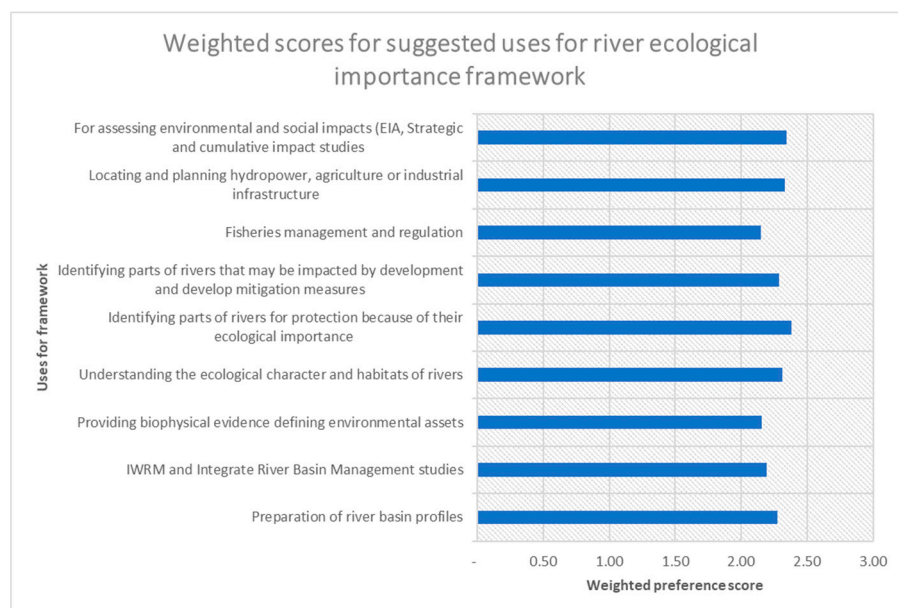 Weighted scores for suggested uses for river ecological
importance framework
Uses for framework
For assessing environmental and social impacts (EIA, Strategic
and cumulative impact studies
Locating and planning hydropower, agriculture or industrial
infrastructure
Fisheries management and regulation
Identifying parts of rivers that may be impacted by development
and develop mitigation measures
Identifying parts of rivers for protection because of their
ecological importance
Understanding the ecological character and habitats of rivers
Providing biophysical evidence defining environmental assets
IWRM and Integrate River Basin Management studies
Preparation of river basin profiles
- 0.50 1.00 1.50 2.00 2.50 3.00
Weighted preference score